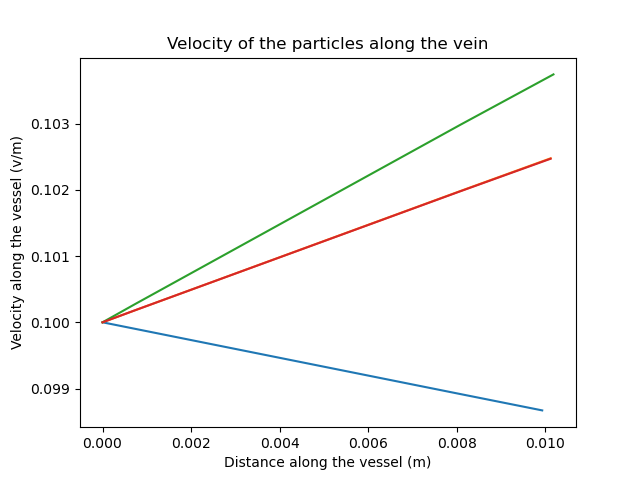 Velocity of the particles along the vein
Velocity along the vessel (v/m)
0.103
0.102
0.101
0.100
0.099
0.000 0.002 0.004 0.006 0.008 0.010
Distance along the vessel (m)